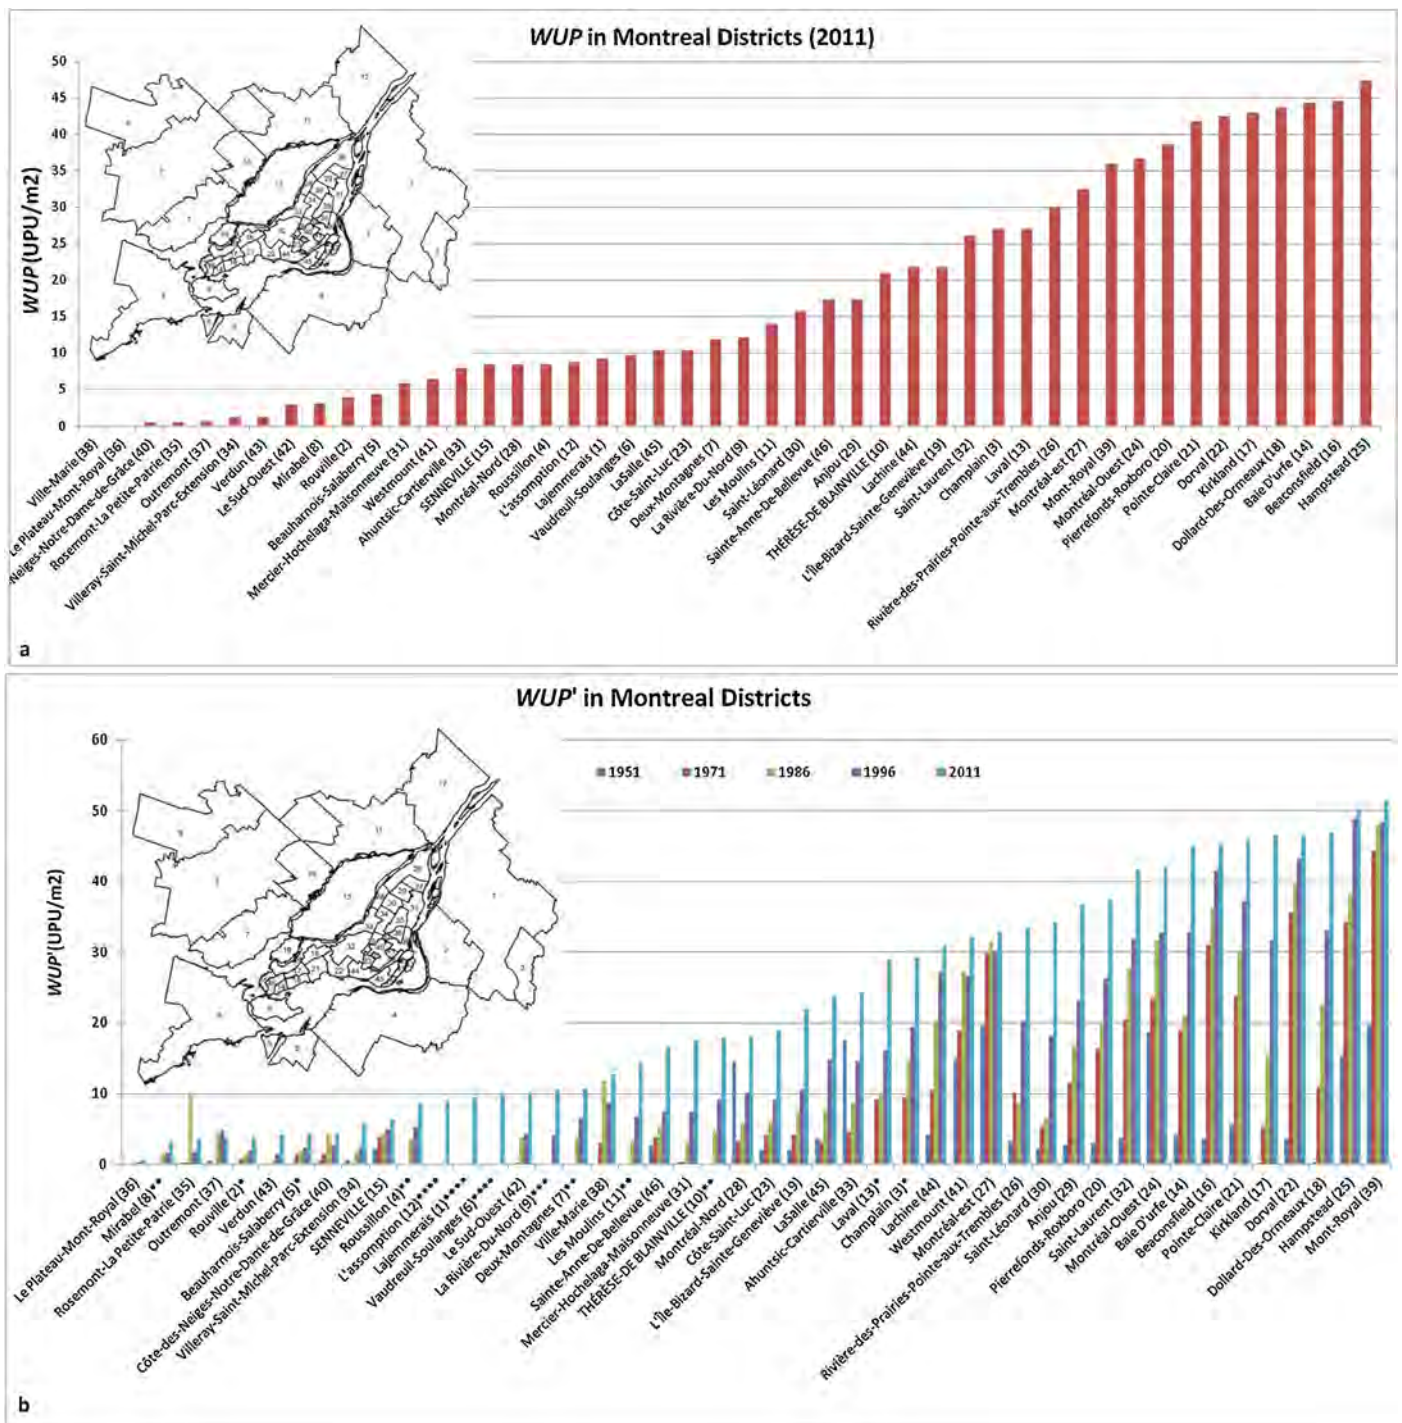 WUP in Montreal Districts (2011)
WUP (UPU/m2)
50
45
40
35
30
25
20
15
10
5
0
Ville-Marie (38)
Le Plateau-Mont-Royal (36)
-Neiges-Notre-Dame-de-Grâce (40)
Rosemont-La Petite-Patrie (35)
Outremont (37)
Villeray-Saint-Michel-Parc-Extension (34)
Verdun (43)
Le-Sud-Ouest (42)
Mirabel (8)
Rouville (2)
Beauharnois-Salaberry (5)
Mercier-Hochelaga-Maisonneuve (31)
Westmount (41)
Ahuntsic-Cartierville (33)
SENNEVILLE (15)
Montréal-Nord (28)
Roussillon (4)
L'assomption (12)
Lajemmerais (1)
Vaudreuil-Soulanges (6)
LaSalle (45)
Côte-Saint-Luc (23)
Deux-Montagnes (7)
La Rivière-Du-Nord (9)
Les Moulins (11)
Saint-Léonard (30)
Sainte-Anne-De-Bellevue (46)
Anjou (29)
THÉRÈSE-DE BLAINVILLE (10)
Lachine (44)
L'Île-Bizard-Sainte-Geneviève (19)
Saint-Laurent (32)
Champlain (3)
Laval (13)
Rivière-des-Prairies-Pointe-aux-Trembles (26)
Montréal-est (27)
Mont-Royal (39)
Montréal-Ouest (24)
Pierrefonds-Roxboro (20)
Pointe-Claire (21)
Dorval (22)
Kirkland (17)
Dollard-Des-Ormeaux (18)
Baie D'urfe (14)
Beaconsfield (16)
Hampstead (25)
a
WUP' in Montreal Districts
WUP' (UPU/m2)
60
50
40
30
20
10
0
1951 1971 1986 1996 2011
Le Plateau-Mont-Royal (36)
Mirabel (8)**
Rosemont-La Petite-Patrie (35)
Outremont (37)
Rouville (2)*
Verdun (43)
Beauharnois-Salaberry (5)*
Côte-des-Neiges-Notre-Dame-de-Grâce (40)
Villeray-Saint-Michel-Parc-Extension (34)
SENNEVILLE (15)
Roussillon (4)**
L'assomption (12)****
Lajemmerais (1)****
Vaudreuil-Soulanges (6)****
Le Sud-Ouest (42)
La Rivière-Du-Nord (9)***
Deux-Montagnes (7)**
Ville-Marie (38)
Les Moulins (11)**
Sainte-Anne-De-Bellevue (46)
Mercier-Hochelaga-Maisonneuve (31)
THÉRÈSE-DE BLAINVILLE (10)**
Montréal-Nord (28)
Côte-Saint-Luc (23)
L'Île-Bizard-Sainte-Geneviève (19)
LaSalle (45)
Ahuntsic-Cartierville (33)
Laval (13)*
Champlain (3)*
Lachine (44)
Westmount (41)
Montréal-est (27)
Rivière-des-Prairies-Pointe-aux-Trembles (26)
Saint-Léonard (30)
Anjou (29)
Pierrefonds-Roxboro (20)
Saint-Laurent (32)
Montréal-Ouest (24)
Baie D'urfe (14)
Beaconsfield (16)
Pointe-Claire (21)
Kirkland (17)
Dorval (22)
Dollard-Des-Ormeaux (18)
Hampstead (25)
Mont-Royal (39)
b